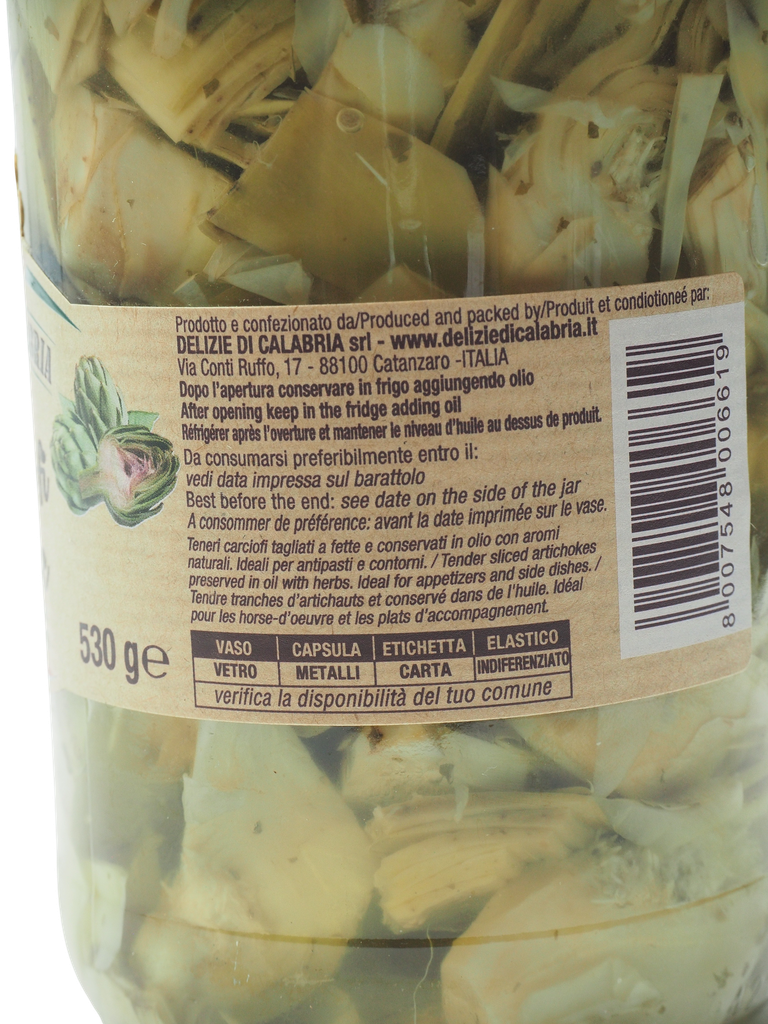 Prodotto e confezionato da/Produced and packed by/Produit et condiotioneé par:
DELIZIE DI CALABRIA srl - www.deliziedicalabria.it
Via Conti Ruffo, 17 - 88100 Catanzaro -ITALIA
Dopo l'apertura conservare in frigo aggiungendo olio
After opening keep in the fridge adding oil
Réfrigérer après l'overture et mantener le niveau d'huile au dessus de produit.
Da consumarsi preferibilmente entro il:
vedi data impressa sul barattolo
Best before the end: see date on the side of the jar
A consommer de préférence: avant la date imprimée sur le vase.
Teneri carciofi tagliati a fette e conservati in olio con aromi
naturali. Ideali per antipasti e contorni. / Tender sliced artichokes
preserved in oil with herbs. Ideal for appetizers and side dishes. /
Tendre tranches d'artichauts et conservé dans de l'huile. Idéal
pour les horse-d'oeuvre et les plats d'accompagnement.
530 g e
VASO CAPSULA ETICHETTA ELASTICO
VETRO METALLI CARTA INDIFERENZIATO
verifica la disponibilità del tuo comune
8 007548 006619